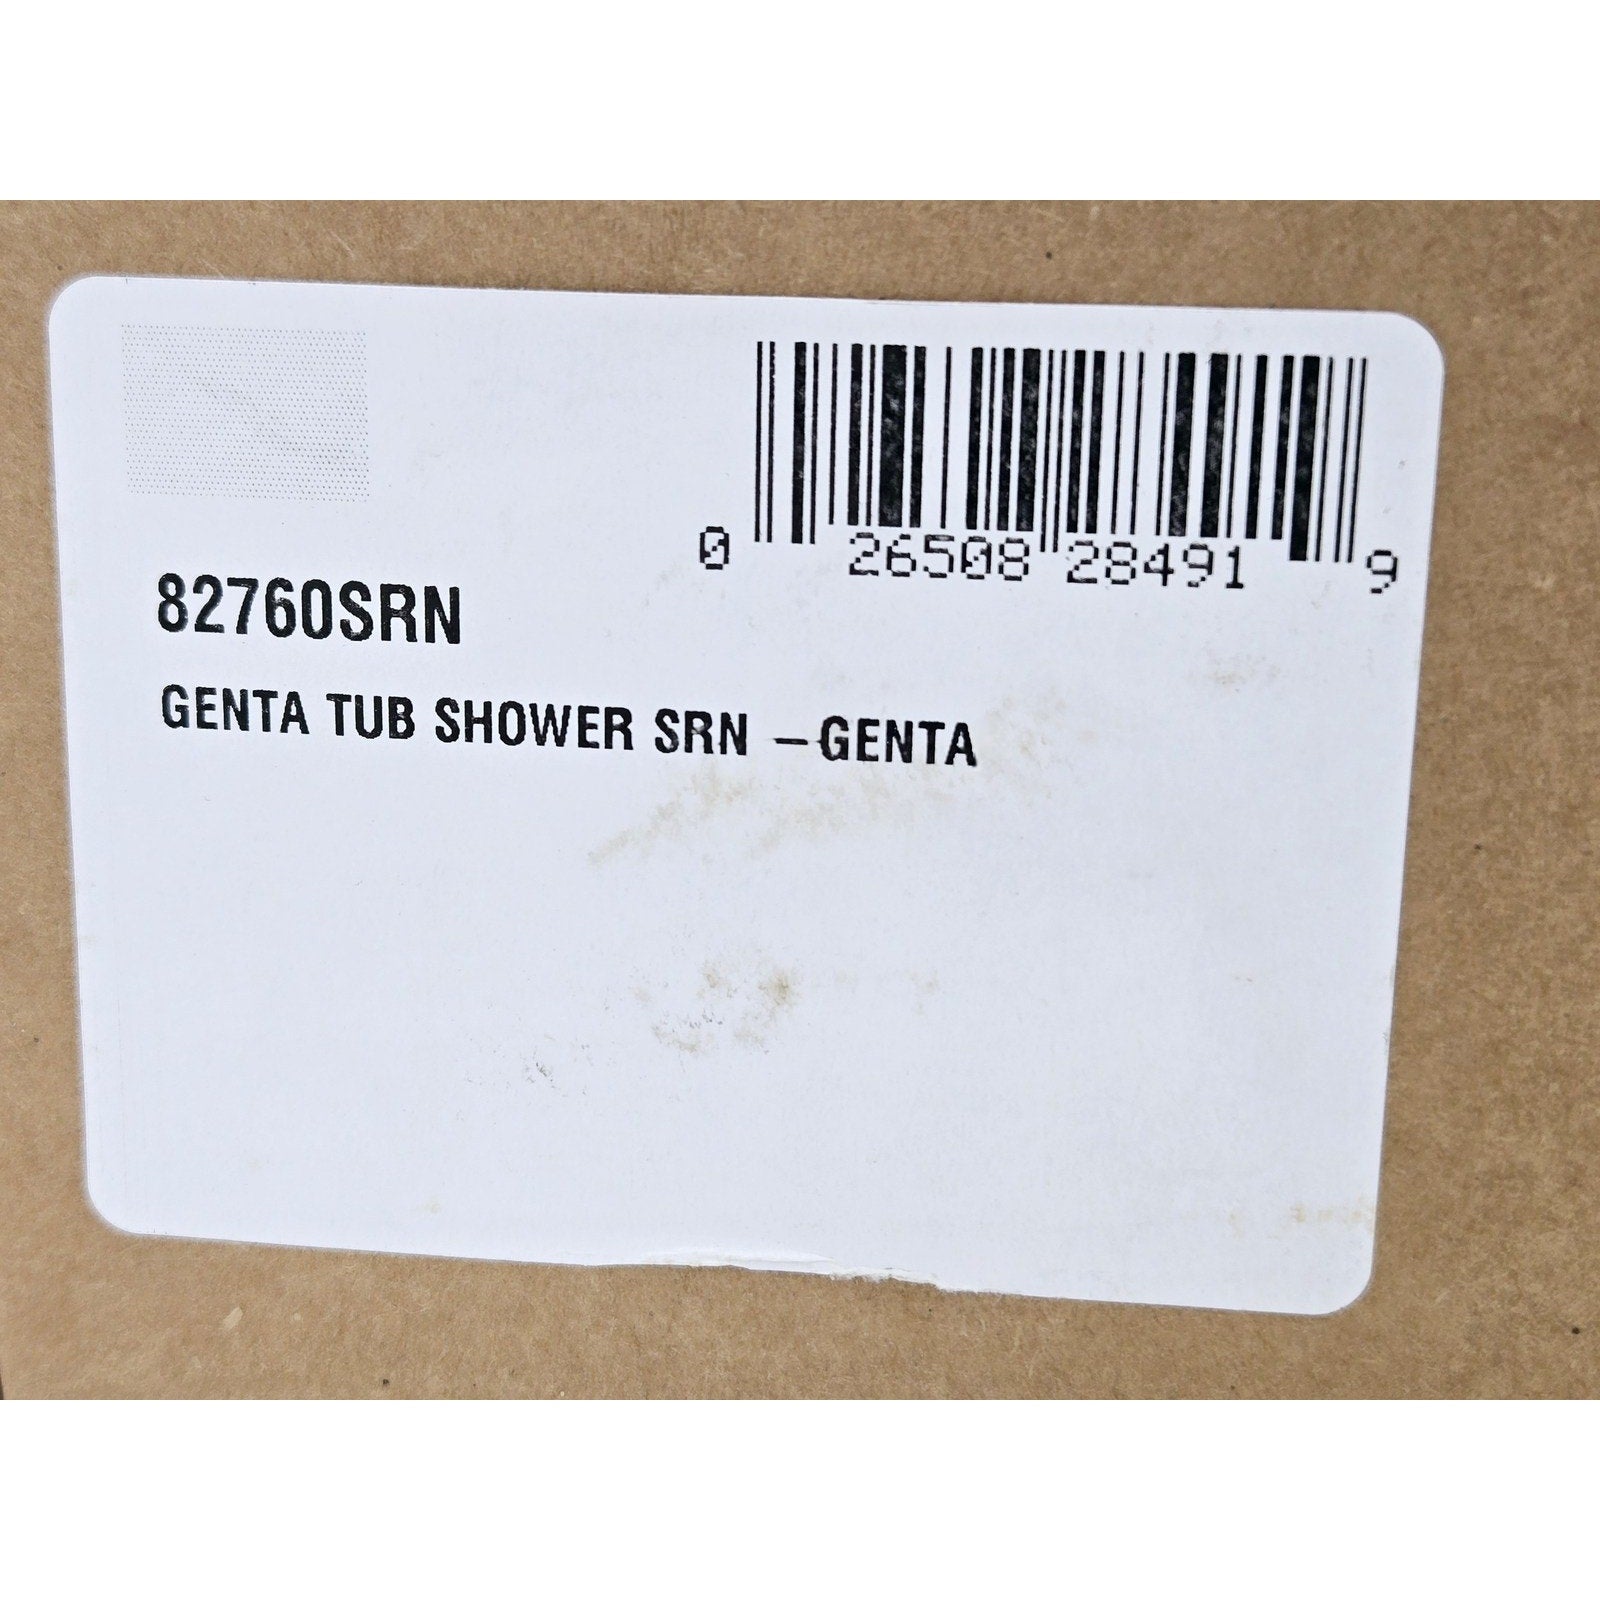 0 26508 28491 9
82760SRN
GENTA TUB SHOWER SRN –GENTA